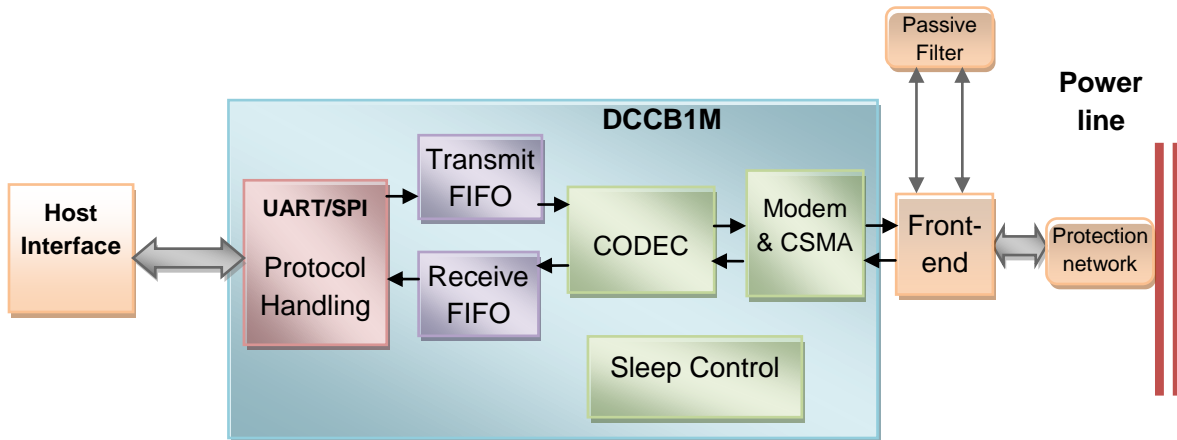 Passive
Filter
Power
line
DCCB1M
Host
Interface
UART/SPI
Protocol
Handling
Transmit
FIFO
Receive
FIFO
CODEC
Modem
& CSMA
Sleep Control
Front-
end
Protection
network